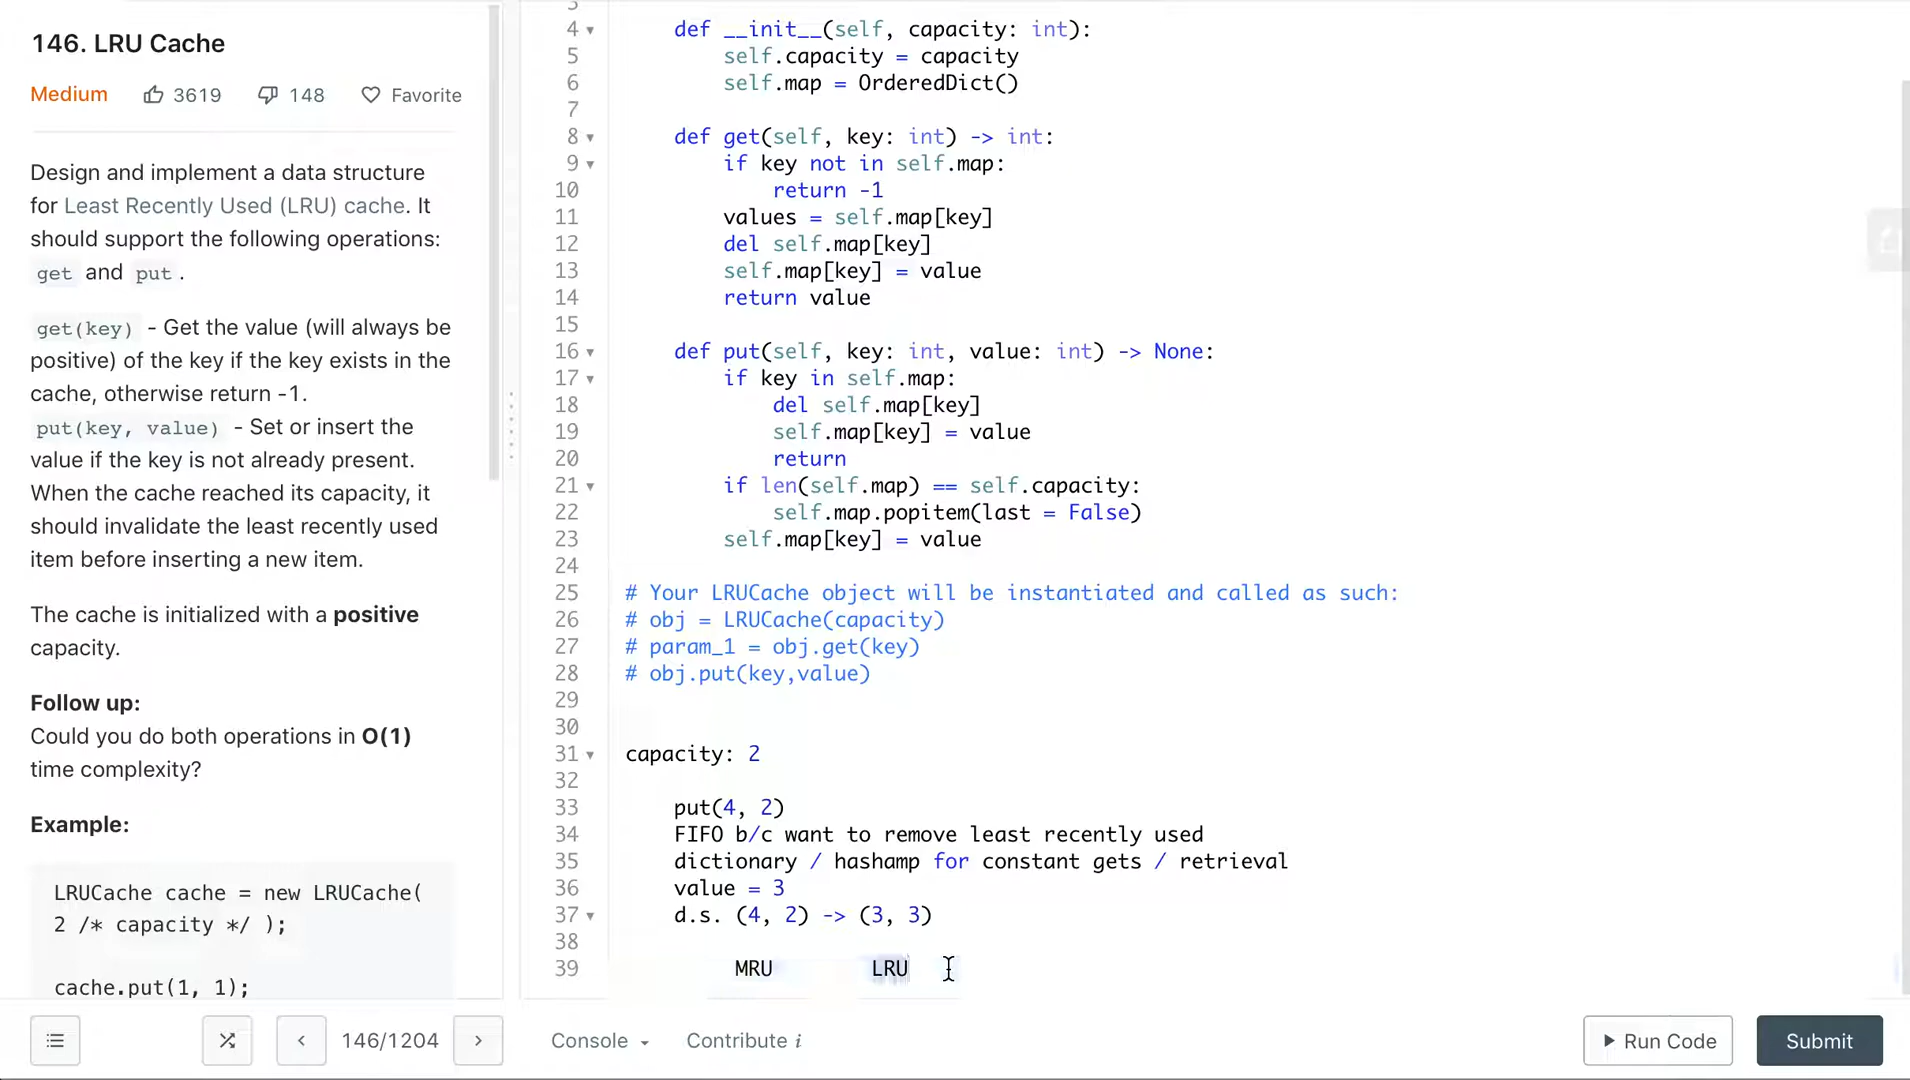 146. LRU Cache
Medium 3619 148 Favorite
Design and implement a data structure
for Least Recently Used (LRU) cache. It
should support the following operations:
get and put .
get(key) - Get the value (will always be
positive) of the key if the key exists in the
cache, otherwise return -1.
put(key, value) - Set or insert the
value if the key is not already present.
When the cache reached its capacity, it
should invalidate the least recently used
item before inserting a new item.
The cache is initialized with a positive
capacity.
Follow up:
Could you do both operations in O(1)
time complexity?
Example:
LRUCache cache = new LRUCache(
2 /* capacity */ );
cache.put(1, 1);
3
4 def __init__(self, capacity: int):
5 self.capacity = capacity
6 self.map = OrderedDict()
7
8 def get(self, key: int) -> int:
9 if key not in self.map:
10 return -1
11 values = self.map[key]
12 del self.map[key]
13 self.map[key] = value
14 return value
15
16 def put(self, key: int, value: int) -> None:
17 if key in self.map:
18 del self.map[key]
19 self.map[key] = value
20 return
21 if len(self.map) == self.capacity:
22 self.map.popitem(last = False)
23 self.map[key] = value
24
25 # Your LRUCache object will be instantiated and called as such:
26 # obj = LRUCache(capacity)
27 # param_1 = obj.get(key)
28 # obj.put(key,value)
29
30
31 capacity: 2
32
33 put(4, 2)
34 FIFO b/c want to remove least recently used
35 dictionary / hashamp for constant gets / retrieval
36 value = 3
37 d.s. (4, 2) -> (3, 3)
38
39 MRU LRU
146/1204
Console Contribute i
Run Code Submit